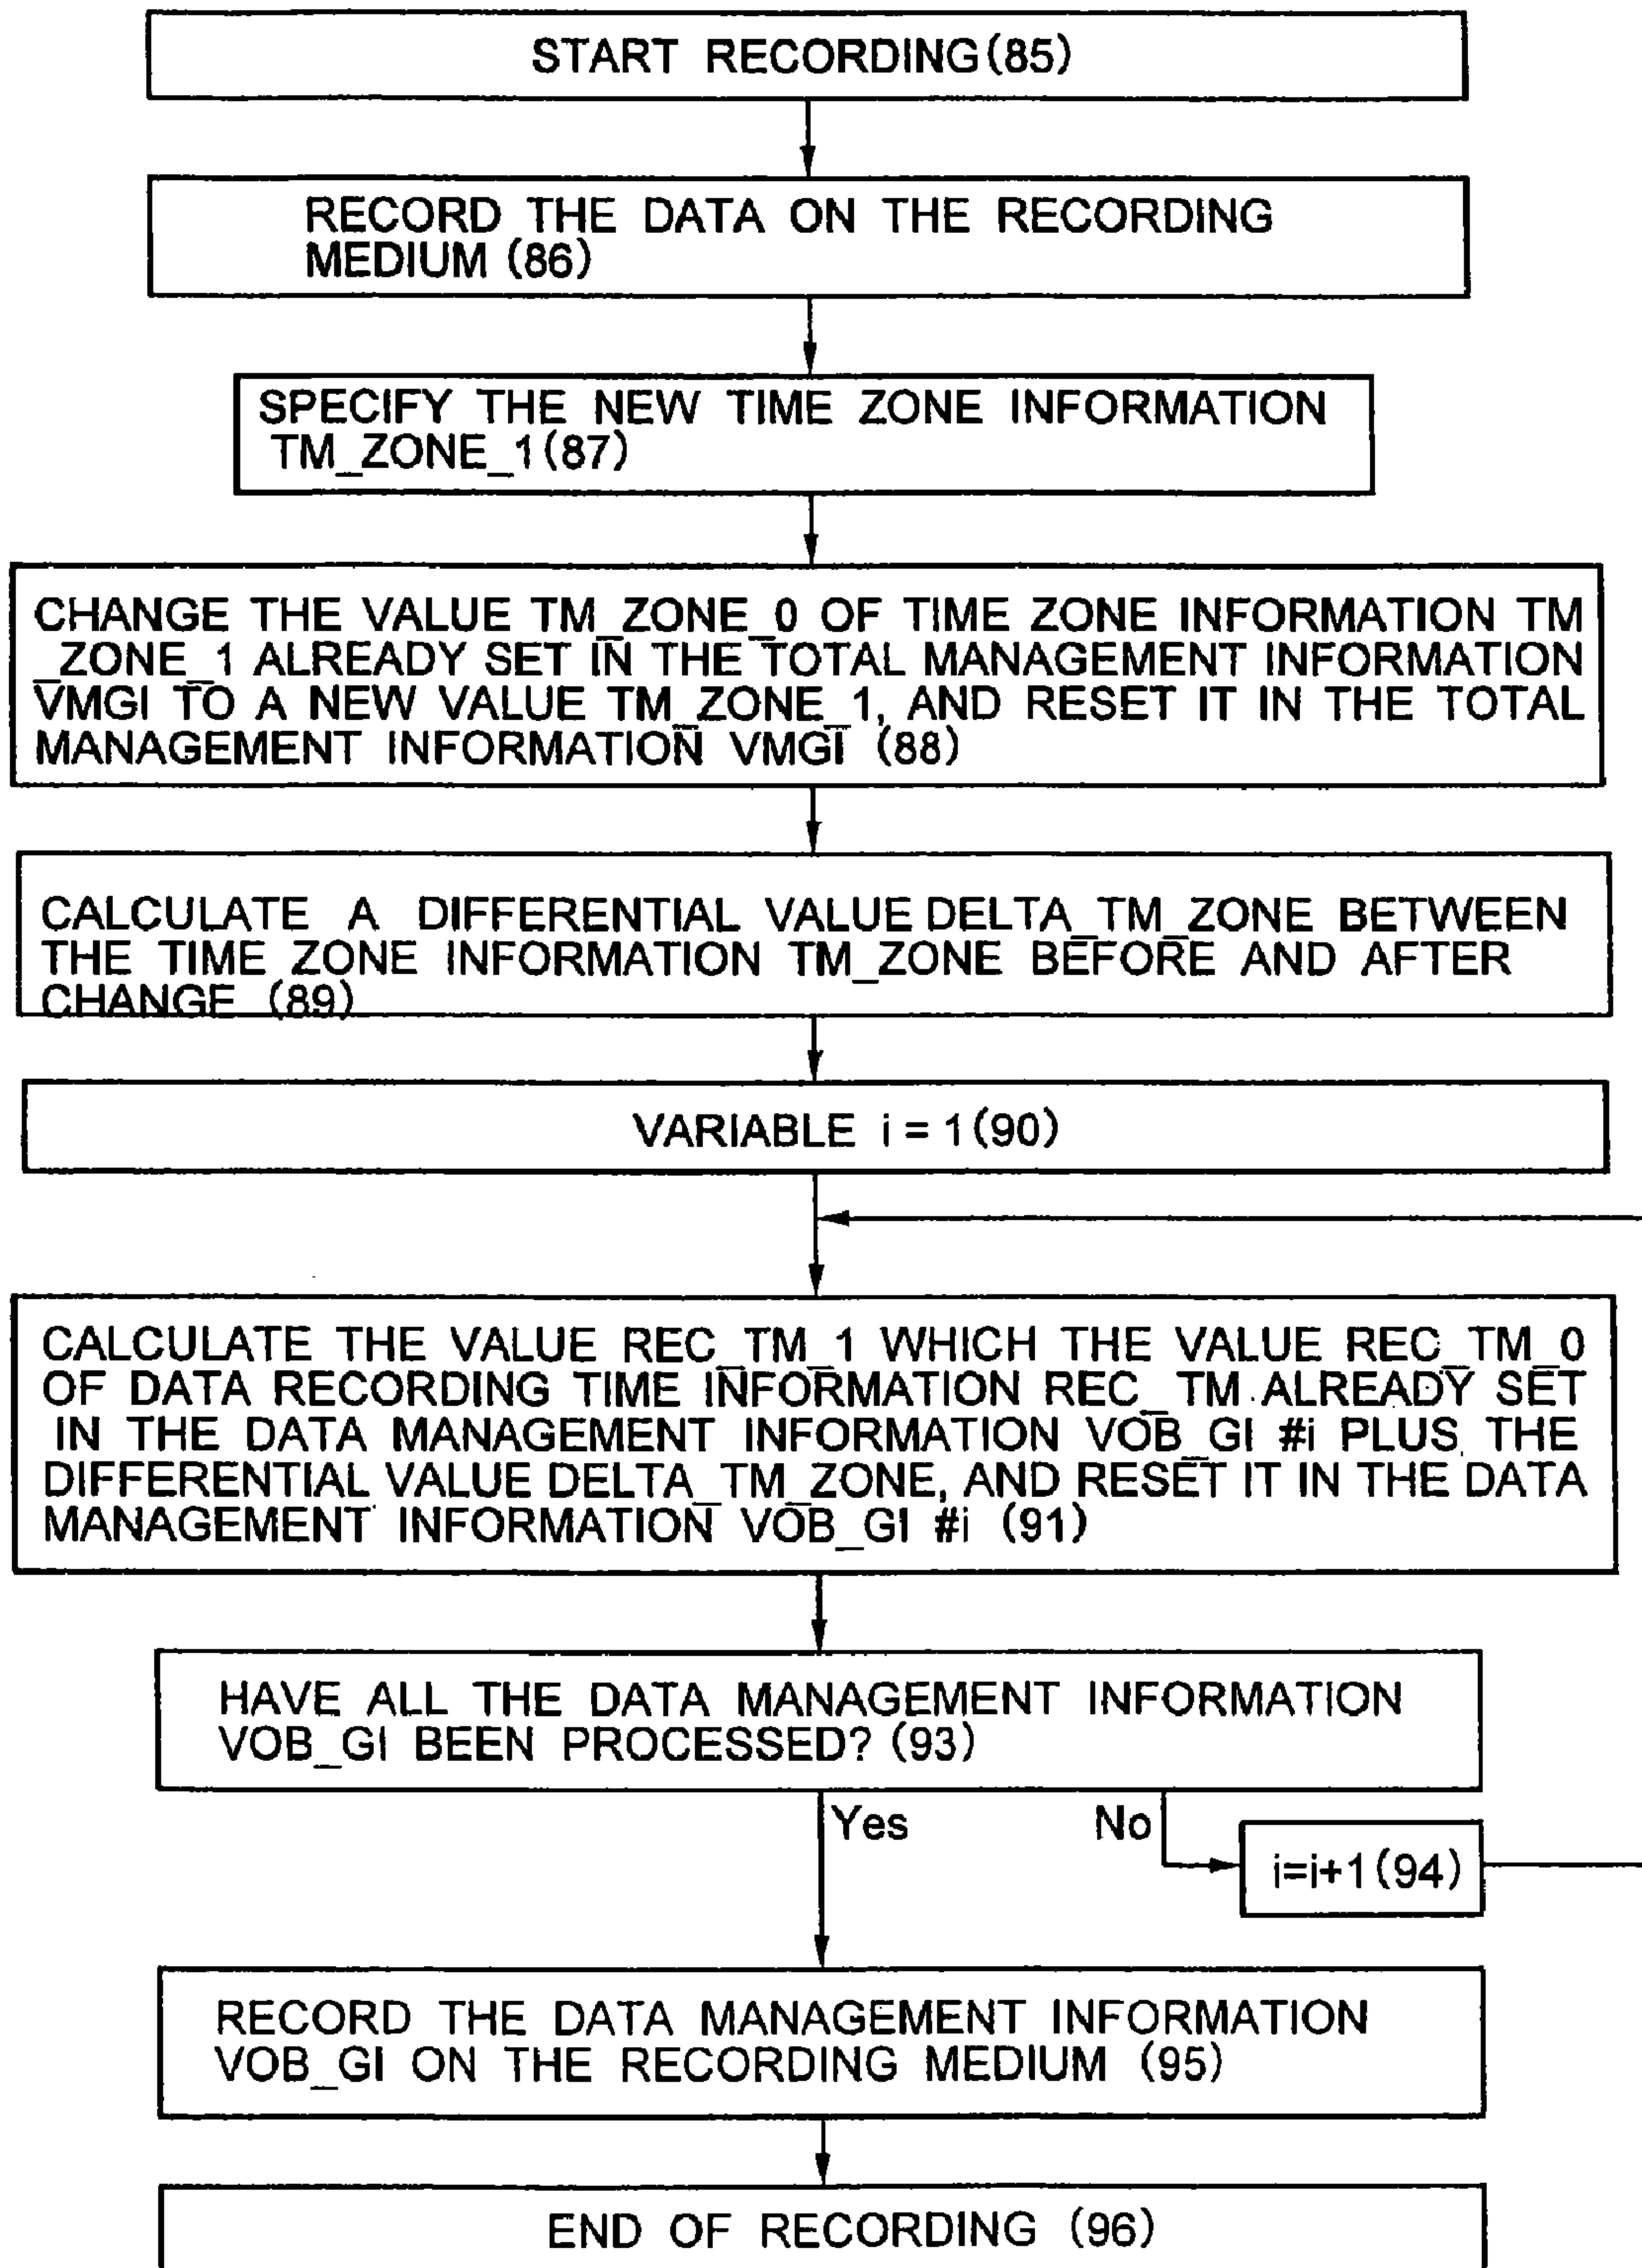 START RECORDING(85)
RECORD THE DATA ON THE RECORDING
MEDIUM (86)
SPECIFY THE NEW TIME ZONE INFORMATION
TM_ZONE_1(87)
CHANGE THE VALUE TM_ZONE_0 OF TIME ZONE INFORMATION TM
_ZONE_1 ALREADY SET IN THE TOTAL MANAGEMENT INFORMATION
VMGI TO A NEW VALUE TM_ZONE_1, AND RESET IT IN THE TOTAL
MANAGEMENT INFORMATION VMGI (88)
CALCULATE A DIFFERENTIAL VALUE DELTA_TM_ZONE BETWEEN
THE TIME ZONE INFORMATION TM_ZONE BEFORE AND AFTER
CHANGE (89)
VARIABLE i = 1(90)
CALCULATE THE VALUE REC_TM_1 WHICH THE VALUE REC_TM_0
OF DATA RECORDING TIME INFORMATION REC_TM ALREADY SET
IN THE DATA MANAGEMENT INFORMATION VOB_GI #i PLUS THE
DIFFERENTIAL VALUE DELTA_TM_ZONE, AND RESET IT IN THE DATA
MANAGEMENT INFORMATION VOB_GI #i (91)
HAVE ALL THE DATA MANAGEMENT INFORMATION
VOB_GI BEEN PROCESSED? (93)
Yes
No
i=i+1(94)
RECORD THE DATA MANAGEMENT INFORMATION
VOB_GI ON THE RECORDING MEDIUM (95)
END OF RECORDING (96)